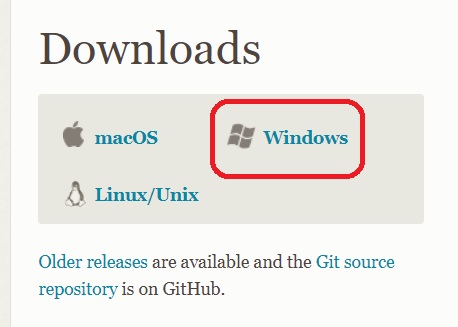 Downloads
macOS Windows
Linux/Unix
Older releases are available and the Git source
repository is on GitHub.